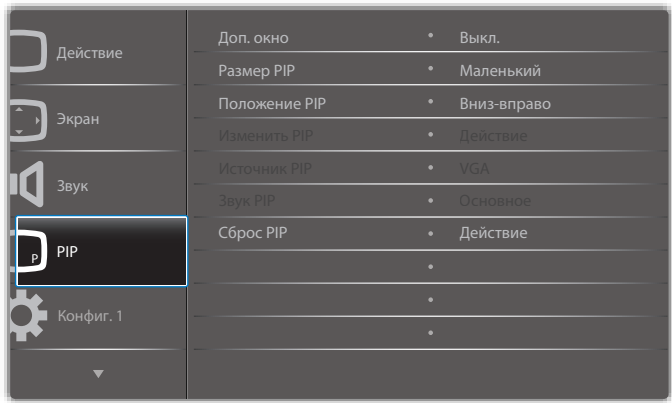 Действие
Экран
Звук
P
PIP
Конфиг. 1
Доп. окно • Выкл.
Размер PIP • Маленький
Положение PIP • Вниз-вправо
Изменить PIP • Действие
Источник PIP • VGA
Звук PIP • Основное
Сброс PIP • Действие
•
•
•